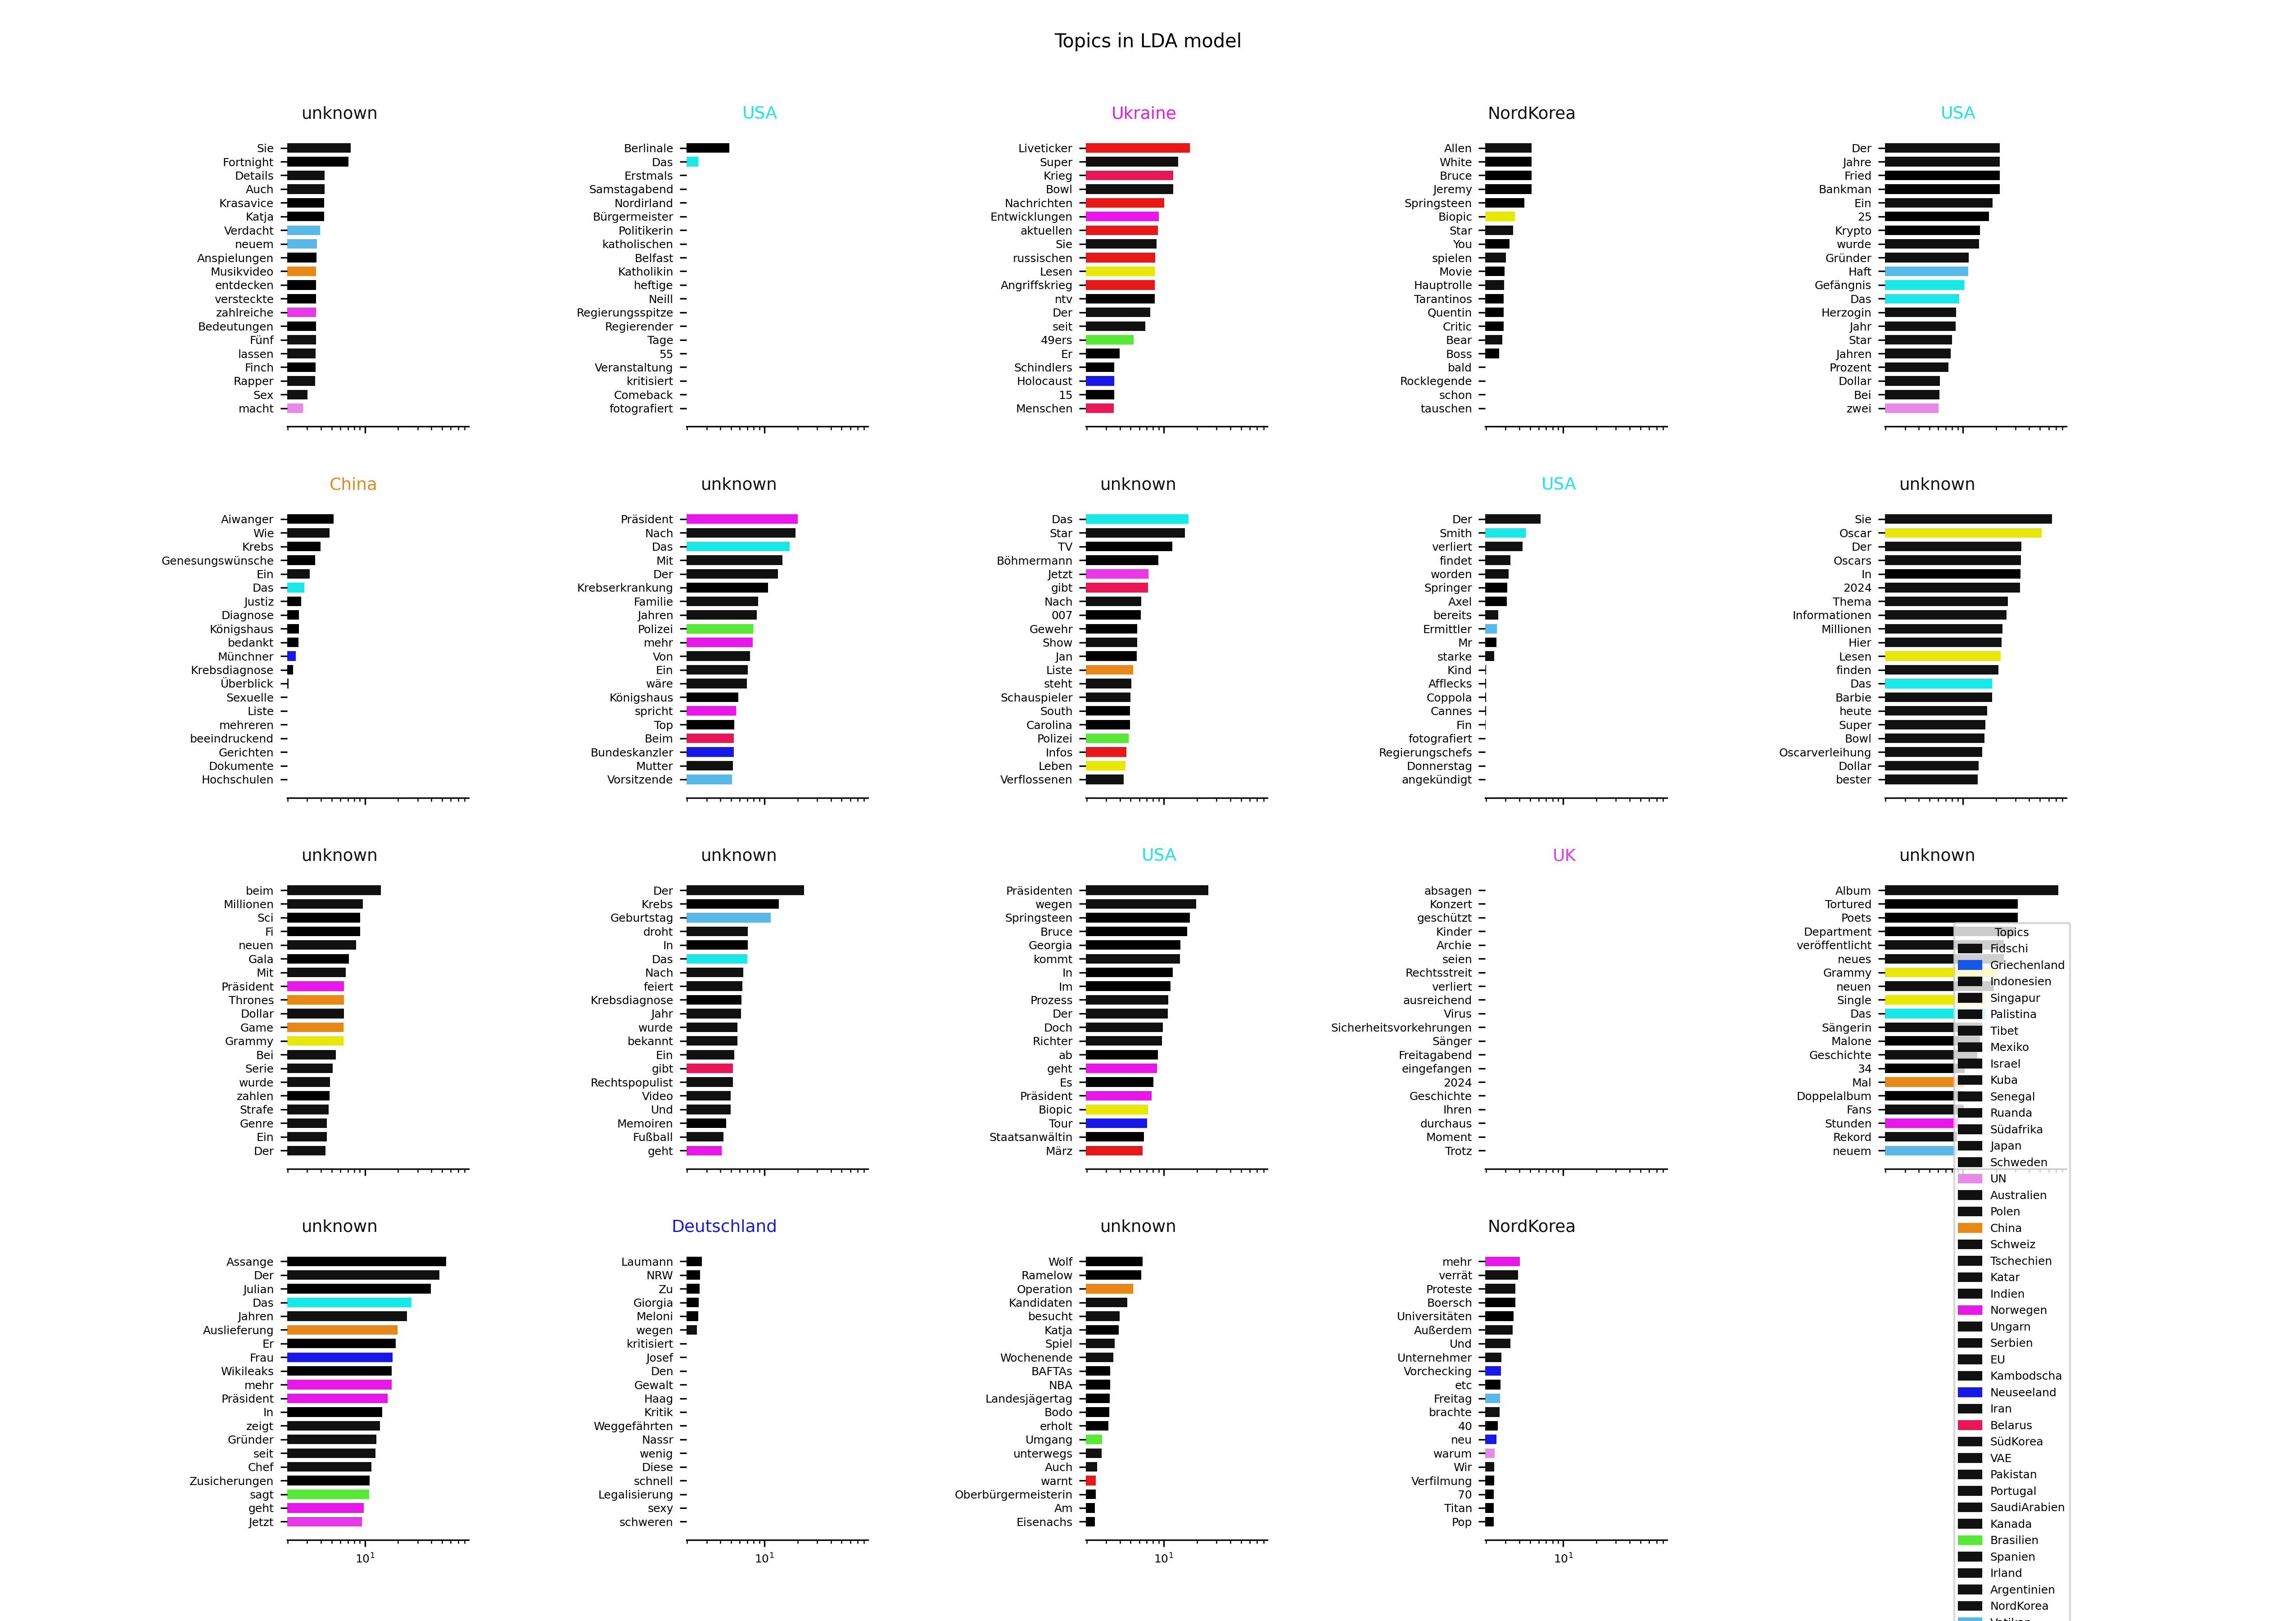 Topics in LDA model
unknown
Sie
Fortnight
Details
Auch
Krasavice
Katja
Verdacht
neuem
Anspielungen
Musikvideo
entdecken
versteckte
zahlreiche
Bedeutungen
Fünf
lassen
Finch
Rapper
Sex
macht
USA
Berlinale
Das
Erstmals
Samstagabend
Nordirland
Bürgermeister
Politikerin
katholischen
Belfast
Katholikin
heftige
Neill
Regierungsspitze
Regierender
Tage
55
Veranstaltung
kritisiert
Comeback
fotografiert
Ukraine
Liveticker
Super
Krieg
Bowl
Nachrichten
Entwicklungen
aktuellen
Sie
russischen
Lesen
Angriffskrieg
ntv
Der
seit
49ers
Er
Schindlers
Holocaust
15
Menschen
NordKorea
Allen
White
Bruce
Jeremy
Springsteen
Biopic
Star
You
spielen
Movie
Hauptrolle
Tarantinos
Quentin
Critic
Bear
Boss
bald
Rocklegende
schon
tauschen
USA
Der
Jahre
Fried
Bankman
Ein
25
Krypto
wurde
Gründer
Haft
Gefängnis
Das
Herzogin
Jahr
Star
Jahren
Prozent
Dollar
Bei
zwei
China
Aiwanger
Wie
Krebs
Genesungswünsche
Ein
Das
Justiz
Diagnose
Königshaus
bedankt
Münchner
Krebsdiagnose
Überblick
Sexuelle
Liste
mehreren
beeindruckend
Gerichten
Dokumente
Hochschulen
unknown
Präsident
Nach
Das
Mit
Der
Krebserkrankung
Familie
Jahren
Polizei
mehr
Von
Ein
wäre
Königshaus
spricht
Top
Beim
Bundeskanzler
Mutter
Vorsitzende
unknown
Das
Star
TV
Böhmermann
Jetzt
gibt
Nach
007
Gewehr
Show
Jan
Liste
steht
Schauspieler
South
Carolina
Polizei
Infos
Leben
Verflossenen
USA
Der
Smith
verliert
findet
worden
Springer
Axel
bereits
Ermittler
Mr
starke
Kind
Afflecks
Coppola
Cannes
Fin
fotografiert
Regierungschefs
Donnerstag
angekündigt
unknown
Sie
Oscar
Der
Oscars
In
2024
Thema
Informationen
Millionen
Hier
Lesen
finden
Das
Barbie
heute
Super
Bowl
Oscarverleihung
Dollar
bester
unknown
beim
Millionen
Sci
Fi
neuen
Gala
Mit
Präsident
Thrones
Dollar
Game
Grammy
Bei
Serie
wurde
zahlen
Strafe
Genre
Ein
Der
unknown
Der
Krebs
Geburtstag
droht
In
Das
Nach
feiert
Krebsdiagnose
Jahr
wurde
bekannt
Ein
gibt
Rechtspopulist
Video
Und
Memoiren
Fußball
geht
USA
Präsidenten
wegen
Springsteen
Bruce
Georgia
kommt
In
Im
Prozess
Der
Doch
Richter
ab
geht
Es
Präsident
Biopic
Tour
Staatsanwältin
März
UK
absagen
Konzert
geschützt
Kinder
Archie
seien
Rechtsstreit
verliert
ausreichend
Virus
Sicherheitsvorkehrungen
Sänger
Freitagabend
eingefangen
2024
Geschichte
Ihren
durchaus
Moment
Trotz
unknown
Album
Tortured
Poets
Department
veröffentlicht
neues
Grammy
neuen
Single
Das
Sängerin
Malone
Geschichte
34
Mal
Doppelalbum
Fans
Stunden
Rekord
neuem
unknown
Assange
Der
Julian
Das
Jahren
Auslieferung
Er
Frau
Wikileaks
mehr
Präsident
In
zeigt
Gründer
seit
Chef
Zusicherungen
sagt
geht
Jetzt
10¹
Deutschland
Laumann
NRW
Zu
Giorgia
Meloni
wegen
kritisiert
Josef
Den
Gewalt
Haag
Kritik
Weggefährten
Nassr
wenig
Diese
schnell
Legalisierung
sexy
schweren
10¹
unknown
Wolf
Ramelow
Operation
Kandidaten
besucht
Katja
Spiel
Wochenende
BAFTAs
NBA
Landesjägertag
Bodo
erholt
Umgang
unterwegs
Auch
warnt
Oberbürgermeisterin
Am
Eisenachs
10¹
NordKorea
mehr
verrät
Proteste
Boersch
Universitäten
Außerdem
Und
Unternehmer
Vorchecking
etc
Freitag
brachte
40
neu
warum
Wir
Verfilmung
70
Titan
Pop
10¹
Topics
Fidschi
Griechenland
Indonesien
Singapur
Palistina
Tibet
Mexiko
Israel
Kuba
Senegal
Ruanda
Südafrika
Japan
Schweden
UN
Australien
Polen
China
Schweiz
Tschechien
Katar
Indien
Norwegen
Ungarn
Serbien
EU
Kambodscha
Neuseeland
Iran
Belarus
SüdKorea
VAE
Pakistan
Portugal
SaudiArabien
Kanada
Brasilien
Spanien
Irland
Argentinien
NordKorea